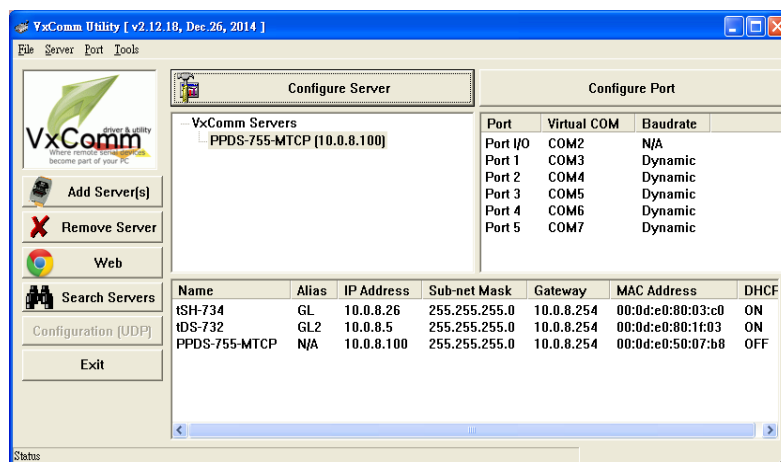 VxComm Utility [ v2.12.18, Dec.26, 2014 ]
File Server Port Tools
VxComm driver & utility
Where remote serial devices
become part of your PC
Add Server(s)
Remove Server
Web
Search Servers
Configuration (UDP)
Exit
Configure Server
VxComm Servers
PPDS-755-MTCP (10.0.8.100)
Configure Port
Port Virtual COM Baudrate
Port I/O COM2 N/A
Port 1 COM3 Dynamic
Port 2 COM4 Dynamic
Port 3 COM5 Dynamic
Port 4 COM6 Dynamic
Port 5 COM7 Dynamic
Name Alias IP Address Sub-net Mask Gateway MAC Address DHCP
tSH-734 GL 10.0.8.26 255.255.255.0 10.0.8.254 00:0d:e0:80:03:c0 ON
tDS-732 GL2 10.0.8.5 255.255.255.0 10.0.8.254 00:0d:e0:80:1f:03 ON
PPDS-755-MTCP N/A 10.0.8.100 255.255.255.0 10.0.8.254 00:0d:e0:50:07:b8 OFF
Status